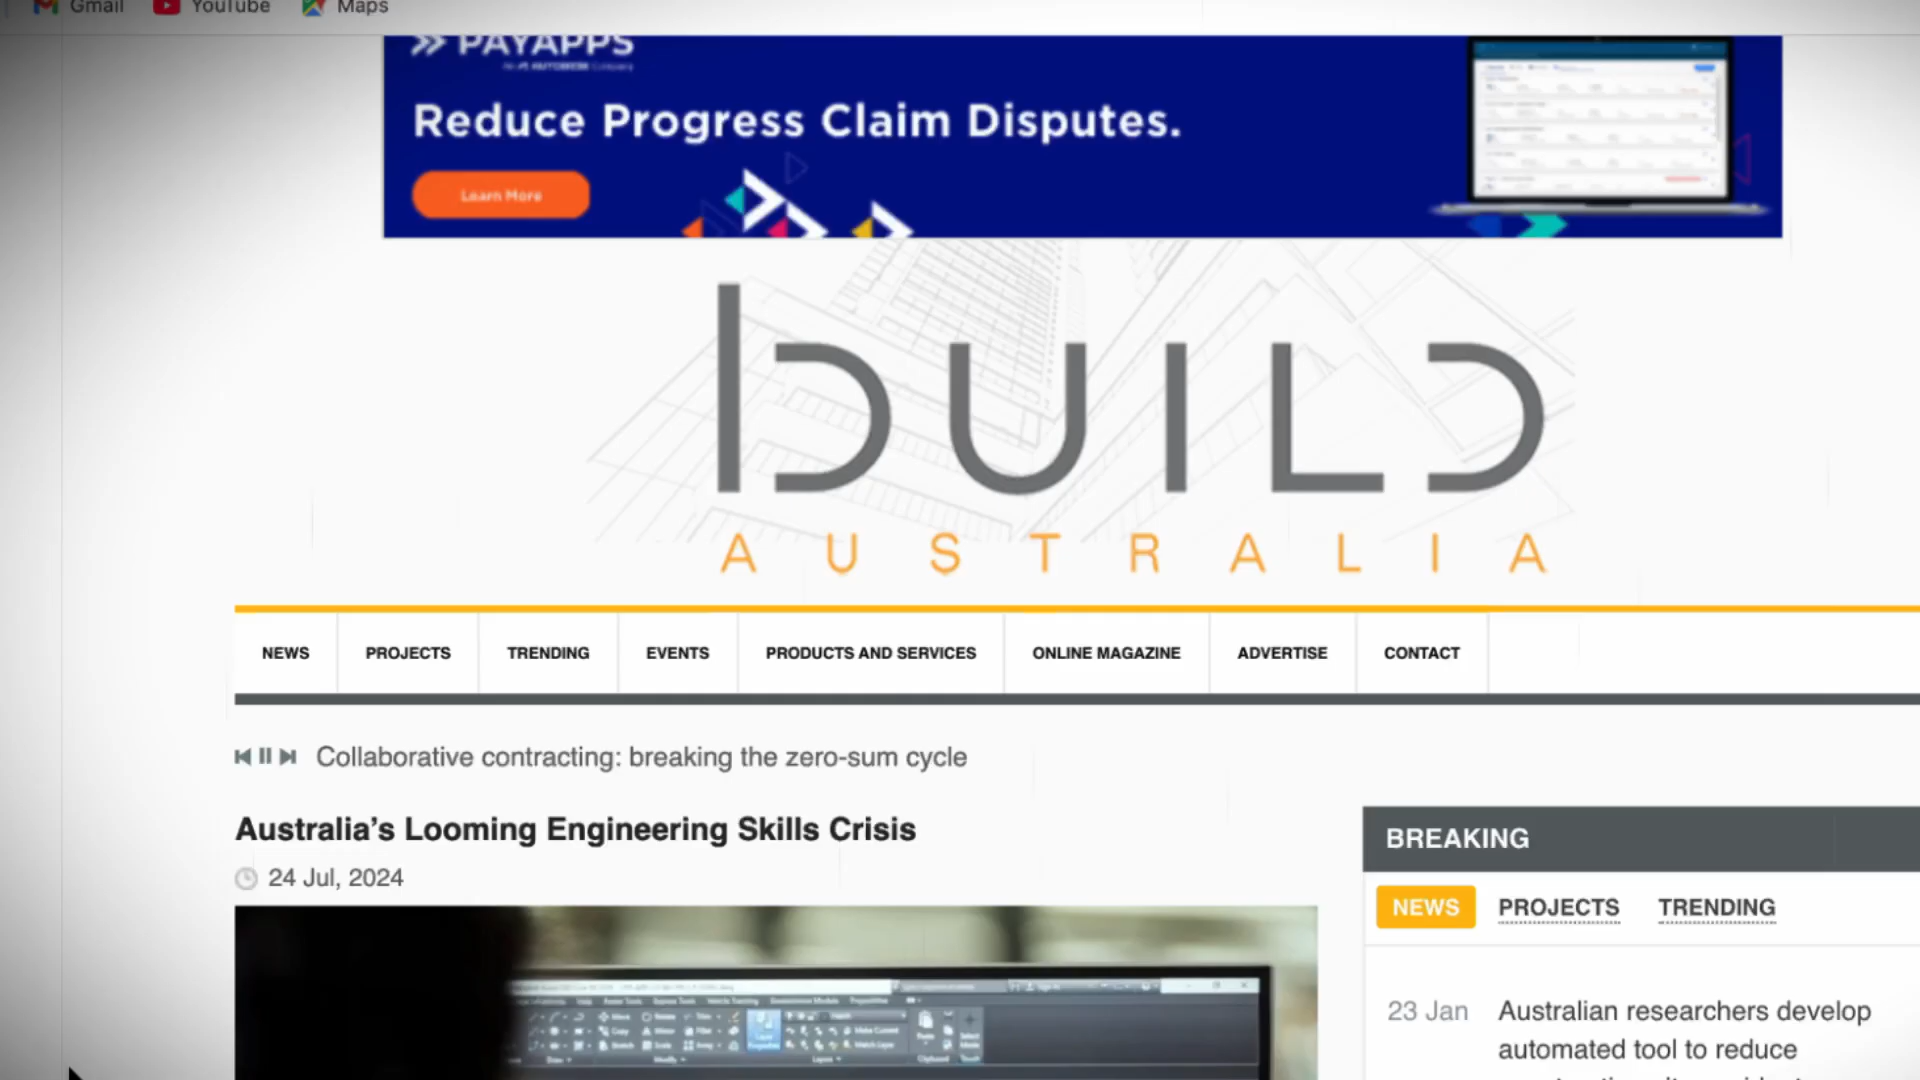 Gmail
YouTube
Maps
PAYAPPS
Reduce Progress Claim Disputes.
Learn More
build
AUSTRALIA
NEWS
PROJECTS
TRENDING
EVENTS
PRODUCTS AND SERVICES
ONLINE MAGAZINE
ADVERTISE
CONTACT
Collaborative contracting: breaking the zero-sum cycle
Australia’s Looming Engineering Skills Crisis
24 Jul, 2024
BREAKING
NEWS
PROJECTS
TRENDING
23 Jan
Australian researchers develop
automated tool to reduce